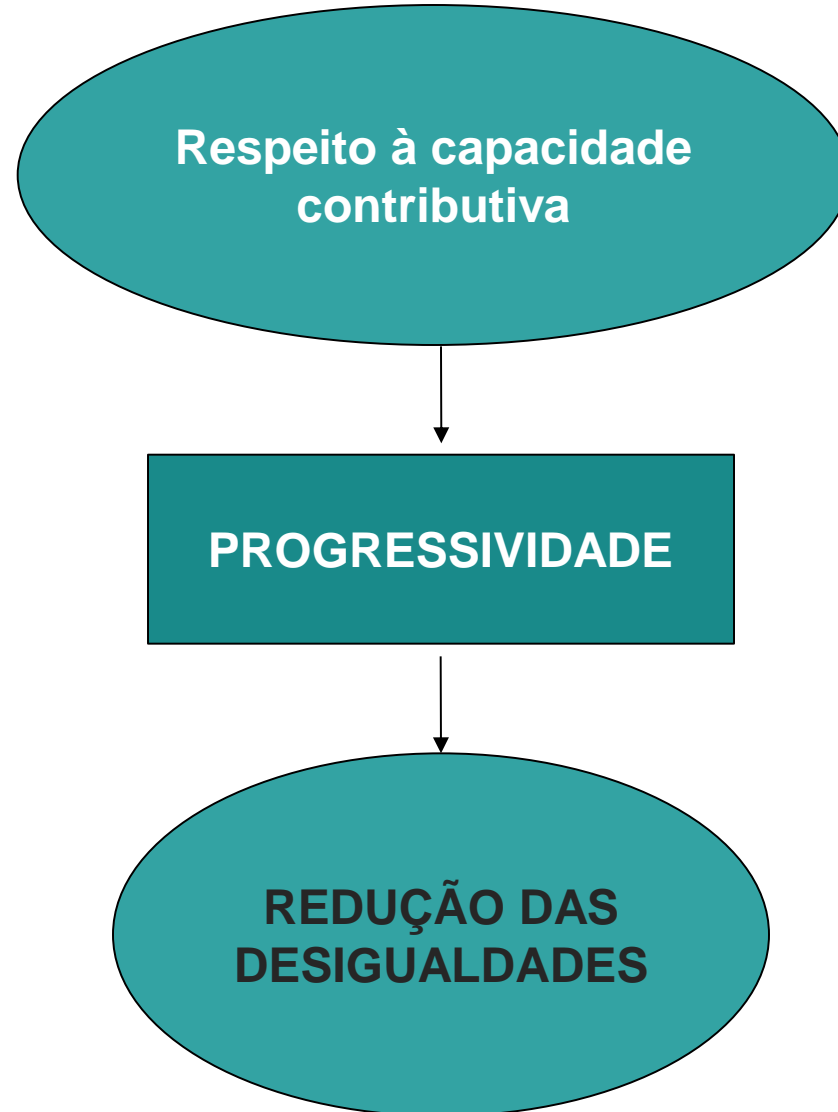 Respeito à capacidade
contributiva
PROGRESSIVIDADE
REDUÇÃO DAS
DESIGUALDADES